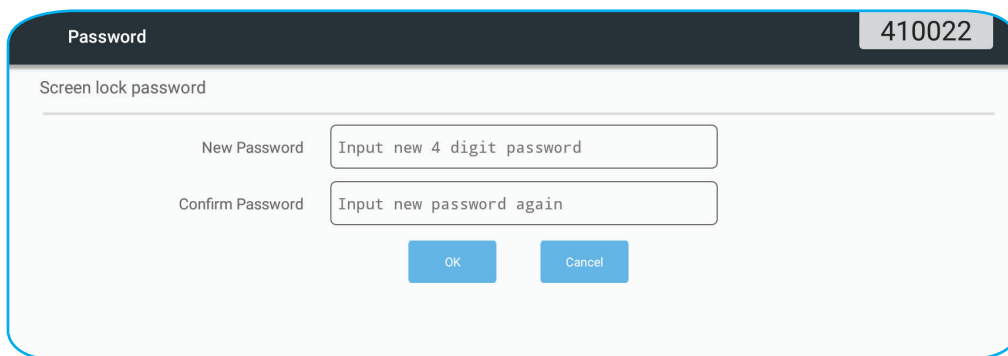 Password
410022
Screen lock password
New Password
Input new 4 digit password
Confirm Password
Input new password again
OK
Cancel